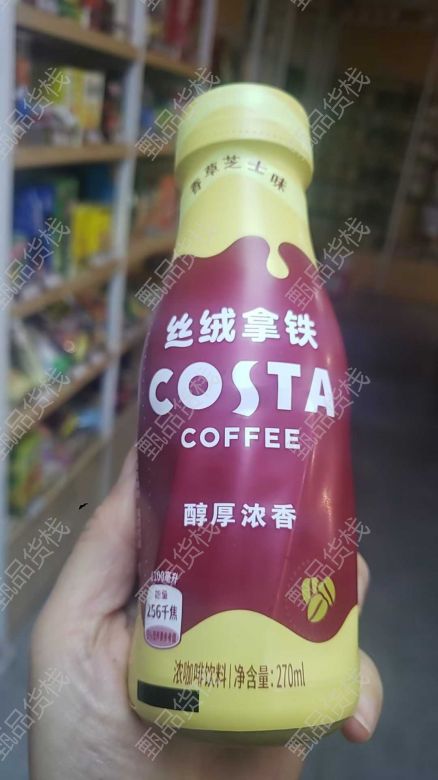 香草芝士味
丝绒拿铁
COSTA
COFFEE
醇厚浓香
每100毫升
能量
256千焦
浓咖啡饮料|净含量:270ml
甄品货栈